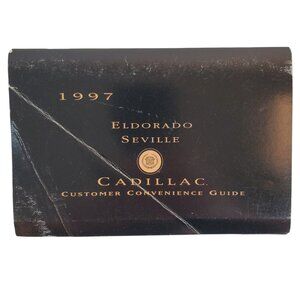 1997
ELDORADO
SEVILLE
CADILLAC
CUSTOMER CONVENIENCE GUIDE